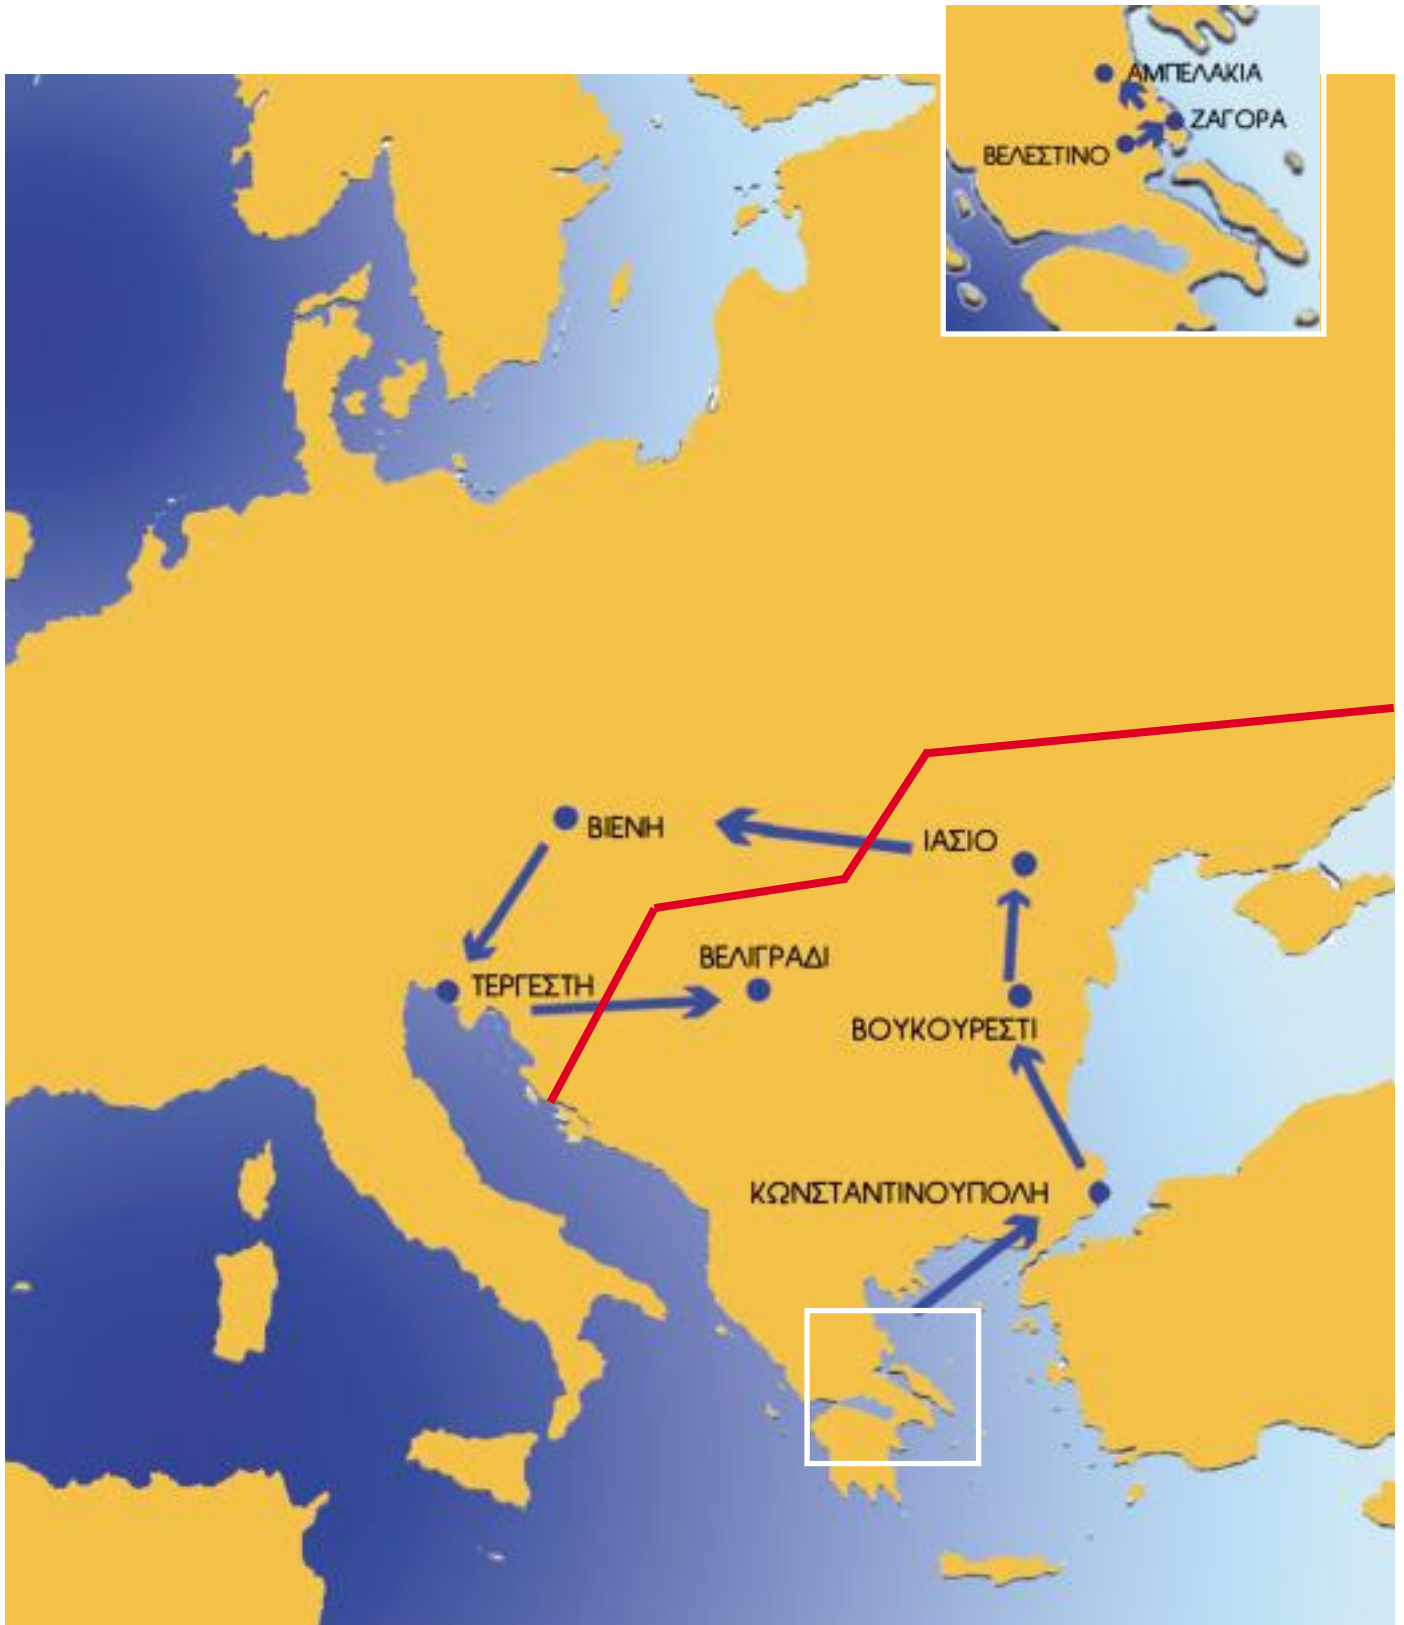 ΑΜΠΕΛΑΚΙΑ
ΖΑΓΟΡΑ
ΒΕΛΕΣΤΙΝΟ
ΒΙΕΝΗ
ΙΑΣΙΟ
ΒΕΛΙΓΡΑΔΙ
ΤΕΡΓΕΣΤΗ
ΒΟΥΚΟΥΡΕΣΤΙ
ΚΩΝΣΤΑΝΤΙΝΟΥΠΟΛΗ